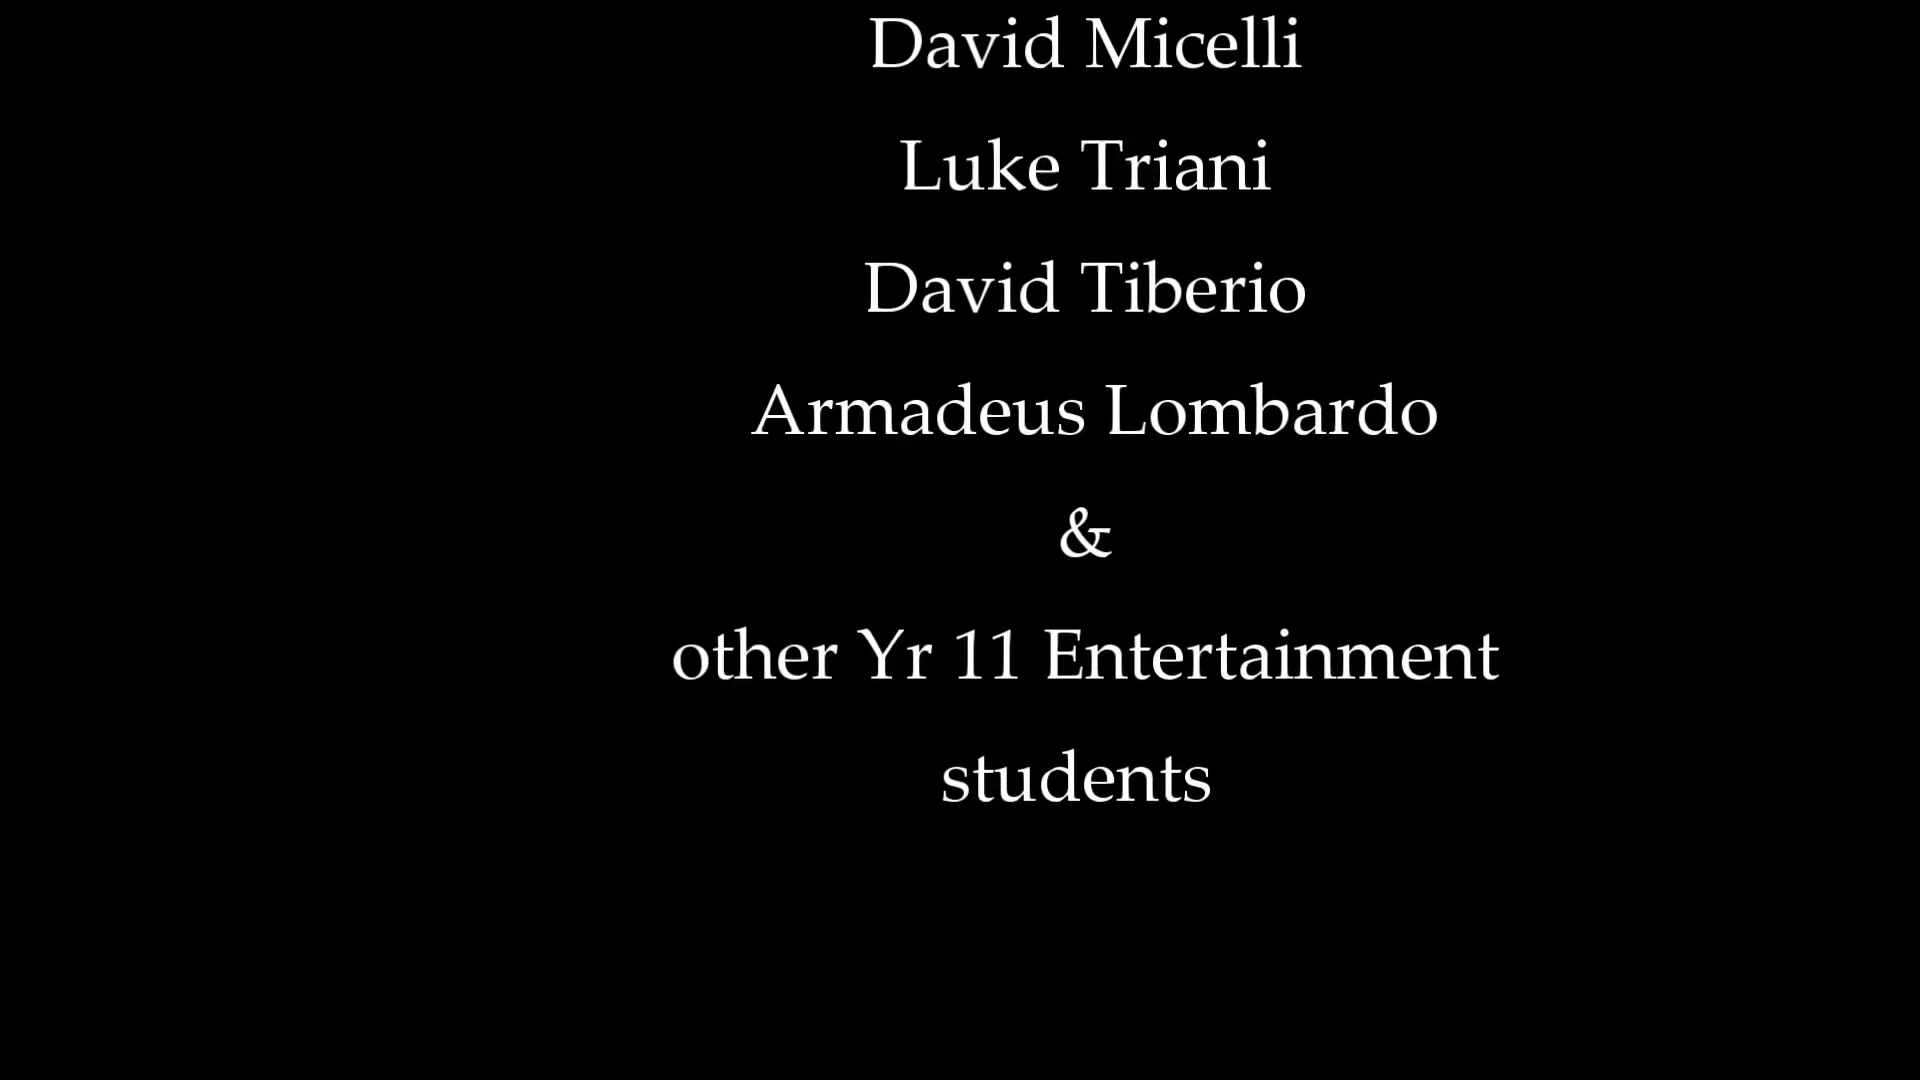 David Micelli
Luke Triani
David Tiberio
Armadeus Lombardo
&
other Yr 11 Entertainment
students